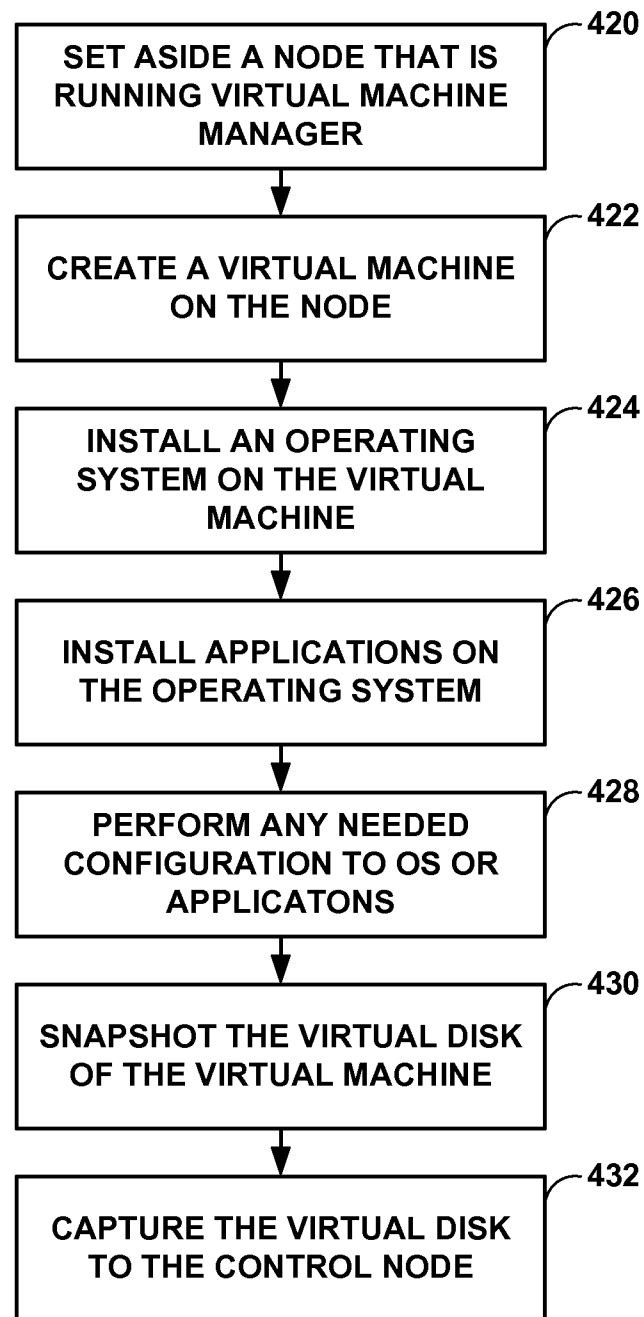 420
SET ASIDE A NODE THAT IS
RUNNING VIRTUAL MACHINE
MANAGER
422
CREATE A VIRTUAL MACHINE
ON THE NODE
424
INSTALL AN OPERATING
SYSTEM ON THE VIRTUAL
MACHINE
426
INSTALL APPLICATIONS ON
THE OPERATING SYSTEM
428
PERFORM ANY NEEDED
CONFIGURATION TO OS OR
APPLICATONS
430
SNAPSHOT THE VIRTUAL DISK
OF THE VIRTUAL MACHINE
432
CAPTURE THE VIRTUAL DISK
TO THE CONTROL NODE